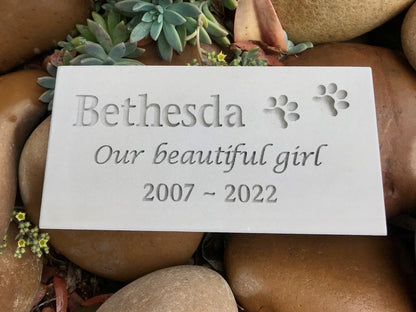 Bethesda
Our beautiful girl
2007 ~ 2022